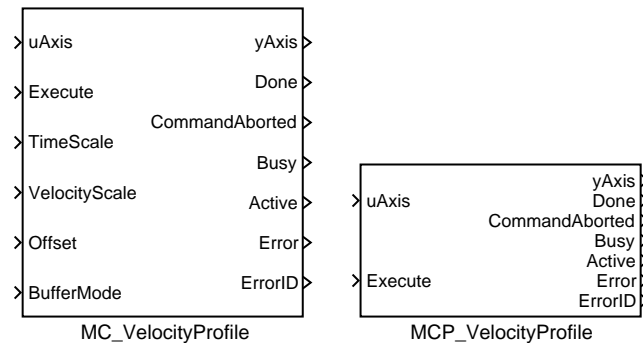 uAxis
Execute
TimeScale
VelocityScale
Offset
BufferMode
yAxis
Done
CommandAborted
Busy
Active
Error
ErrorID
MC_VelocityProfile
uAxis
Execute
yAxis
Done
CommandAborted
Busy
Active
Error
ErrorID
MCP_VelocityProfile